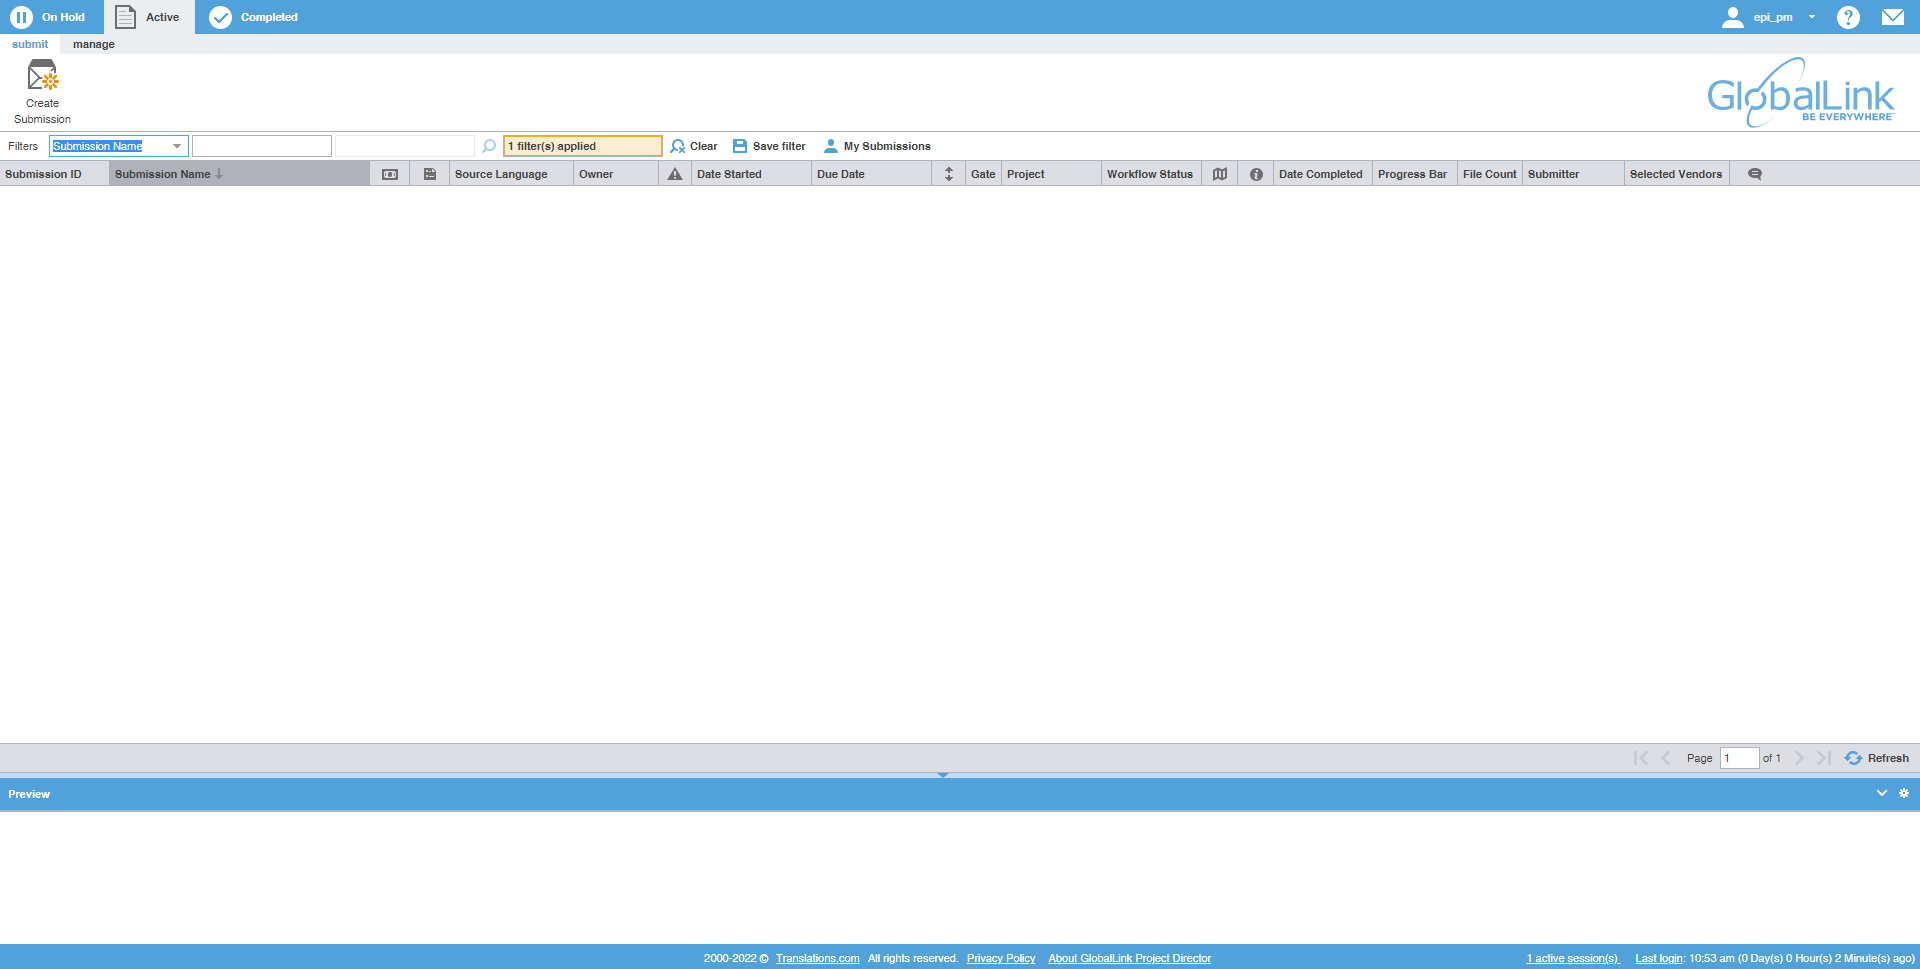 On Hold
Active
Completed
epi_pm
submit
manage
Create
Submission
GlobalLink
BE EVERYWHERE
Filters
Submission Name
1 filter(s) applied
Clear
Save filter
My Submissions
Submission ID
Submission Name
Source Language
Owner
Date Started
Due Date
Gate
Project
Workflow Status
Date Completed
Progress Bar
File Count
Submitter
Selected Vendors
Page 1 of 1
Refresh
Preview
2000-2022 © Translations.com All rights reserved. Privacy Policy About GlobalLink Project Director
1 active session(s)
Last login: 10:53 am (0 Day(s) 0 Hour(s) 2 Minute(s) ago)